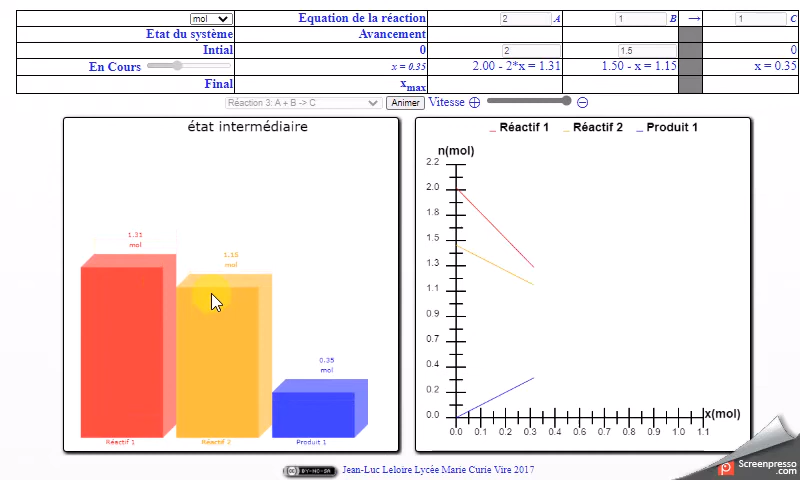 mol Equation de la réaction 2 A 1 B → 1 C
Etat du système Avancement
Intial 0 2 1.5 0
En Cours x = 0.35 2.00 - 2*x = 1.31 1.50 - x = 1.15 x = 0.35
Final xmax
Réaction 3: A + B -> C Animer Vitesse
état intermédiaire
1.31
mol
1.15
mol
0.35
mol
Réactif 1 Réactif 2 Produit 1
Réactif 1 Réactif 2 Produit 1
n(mol)
2.2
2.0
1.8
1.5
1.3
1.1
0.9
0.7
0.4
0.2
0.0
x(mol)
0.0 0.1 0.2 0.3 0.4 0.5 0.6 0.7 0.8 0.9 1.0 1.1
CC BY-NC-SA Jean-Luc Leloire Lycée Marie Curie Vire 2017
Screenpresso
.com